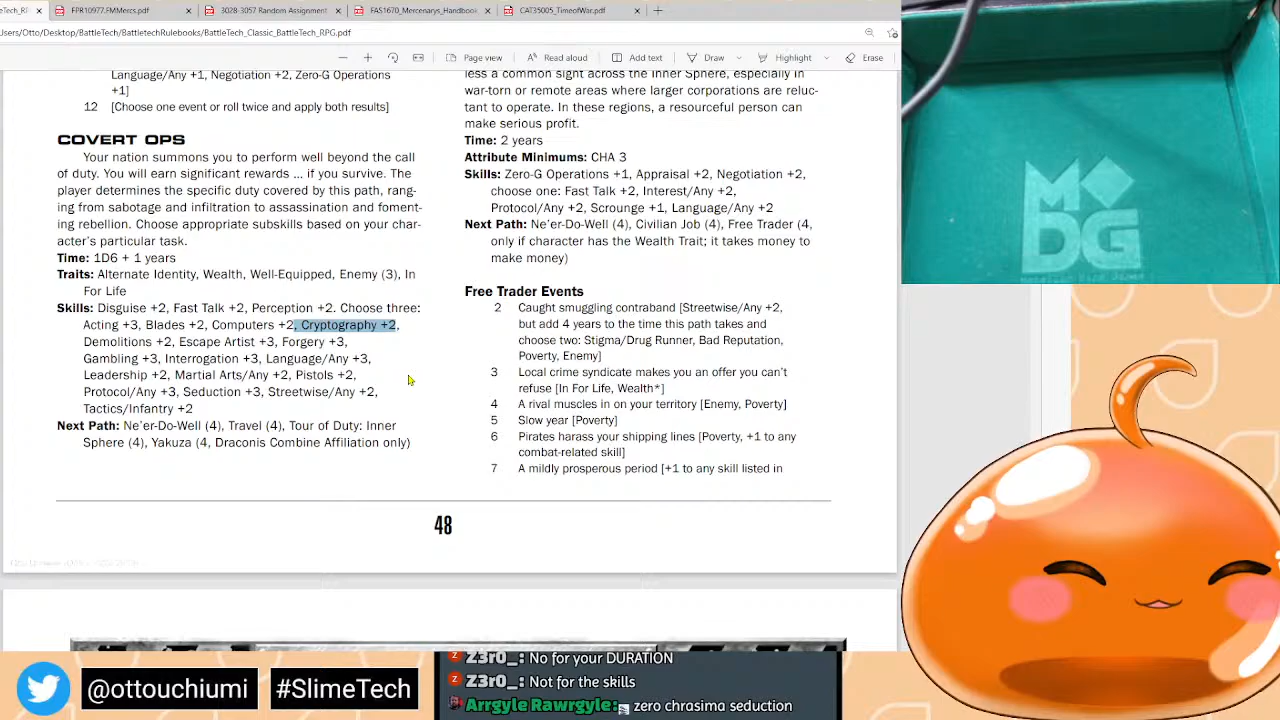 ech_RF
FPR10977.FMMercs.pdf
3028-3057 Random Assignment
FAS1670_Mercenarys_Handbook
CAT35005_TimeofWar.pdf
Jsers/Otto/Desktop/BattleTech/BattletechRulebooks/BattleTech_Classic_BattleTech_RPG.pdf
Page view
Read aloud
Add text
Draw
Highlight
Erase
Language/Any +1, Negotiation +2, Zero-G Operations
+1]
12 [Choose one event or roll twice and apply both results]
COVERT OPS
Your nation summons you to perform well beyond the call
of duty. You will earn significant rewards ... if you survive. The
player determines the specific duty covered by this path, rang-
ing from sabotage and infiltration to assassination and foment-
ing rebellion. Choose appropriate subskills based on your char-
acter's particular task.
Time: 1D6 + 1 years
Traits: Alternate Identity, Wealth, Well-Equipped, Enemy (3), In
For Life
Skills: Disguise +2, Fast Talk +2, Perception +2. Choose three:
Acting +3, Blades +2, Computers +2, Cryptography +2,
Demolitions +2, Escape Artist +3, Forgery +3,
Gambling +3, Interrogation +3, Language/Any +3,
Leadership +2, Martial Arts/Any +2, Pistols +2,
Protocol/Any +3, Seduction +3, Streetwise/Any +2,
Tactics/Infantry +2
Next Path: Ne'er-Do-Well (4), Travel (4), Tour of Duty: Inner
Sphere (4), Yakuza (4, Draconis Combine Affiliation only)
less a common sight across the Inner Sphere, especially in
war-torn or remote areas where larger corporations are reluc-
tant to operate. In these regions, a resourceful person can
make serious profit.
Time: 2 years
Attribute Minimums: CHA 3
Skills: Zero-G Operations +1, Appraisal +2, Negotiation +2,
choose one: Fast Talk +2, Interest/Any +2,
Protocol/Any +2, Scrounge +1, Language/Any +2
Next Path: Ne'er-Do-Well (4), Civilian Job (4), Free Trader (4,
only if character has the Wealth Trait; it takes money to
make money)
Free Trader Events
2 Caught smuggling contraband [Streetwise/Any +2,
but add 4 years to the time this path takes and
choose two: Stigma/Drug Runner, Bad Reputation,
Poverty, Enemy]
3 Local crime syndicate makes you an offer you can't
refuse [In For Life, Wealth*]
4 A rival muscles in on your territory [Enemy, Poverty]
5 Slow year [Poverty]
6 Pirates harass your shipping lines [Poverty, +1 to any
combat-related skill]
7 A mildly prosperous period [+1 to any skill listed in
48
M DG
@ottouchiumi
#SlimeTech
Z3r0_: No for your DURATION
Z3r0_: Not for the skills
Arrgyle Rawrgyle: zero chrasima seduction